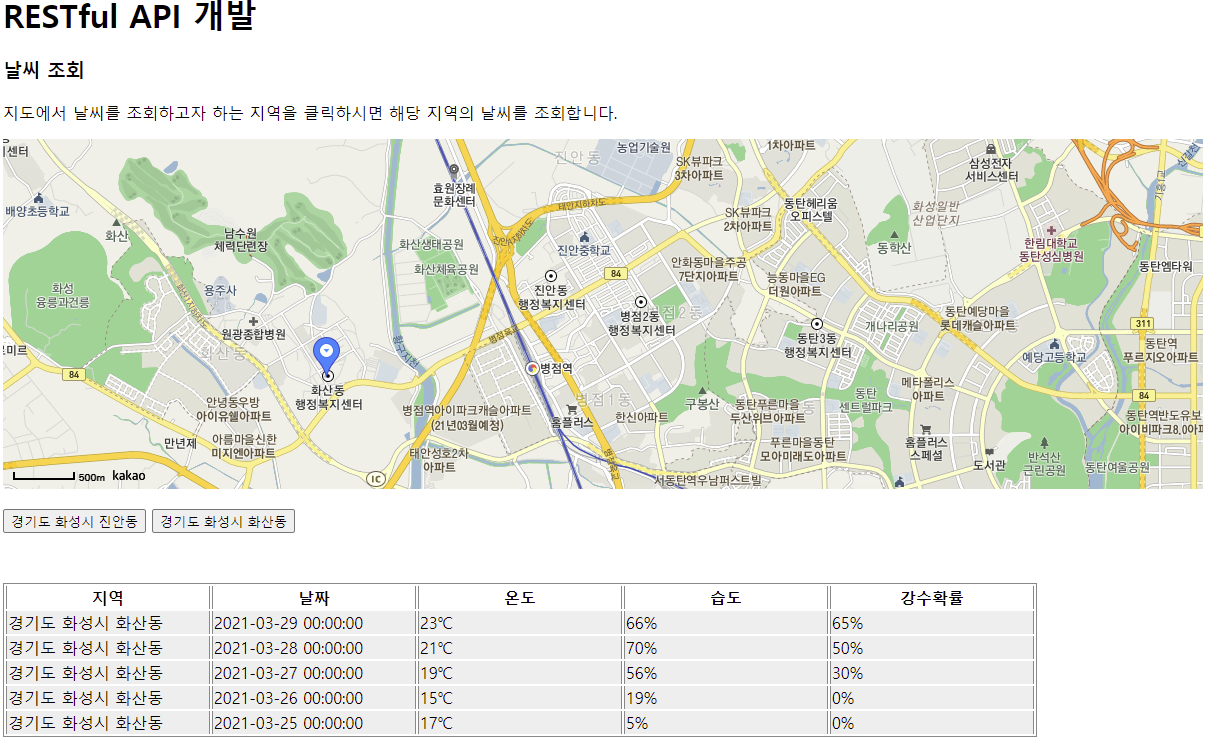 RESTful API 개발
날씨 조회
지도에서 날씨를 조회하고자 하는 지역을 클릭하시면 해당 지역의 날씨를 조회합니다.
배양초등학교
화산
남수원
체력단련장
용주사
화성
융릉과건릉
원광종합병원
화산동
84
화산동
행정복지센터
안녕동우방
아이유쉘아파트
만년제
아름마을신한
미지엔아파트
500m kakao
효원장례
문화센터
화산생태공원
화산체육공원
황구지천
병점역아이파크캐슬아파트
(21년03월예정)
태안성호2차
아파트
IC
진안동
농업기술원
태안지하차도
진안중학교
84
진안동
행정복지센터
병점2동
행정복지센터
병점역
병점1동
홈플러스
한신아파트
서동탄역우남퍼스트빌
SK뷰파크
3차아파트
1차아파트
SK뷰파크
2차아파트
안화동마을주공
7단지아파트
능동마을EG
더원아파트
동탄헤리움
오피스텔
동탄3동
행정복지센터
구봉산
동탄푸른마을
두산위브아파트
푸른마을동탄
모아미래도아파트
동탄
센트럴파크
개나리공원
동학산
화성일반
산업단지
삼성전자
서비스센터
한림대학교
동탄성심병원
동탄엠타워
동탄예당마을
롯데캐슬아파트
311
예당고등학교
동탄역
푸르지오아파트
메타폴리스
아파트
84
홈플러스
스페셜
도서관
반석산
근린공원
동탄여울공원
동탄역반도유보
아이비파크8.0아파
경기도 화성시 진안동 경기도 화성시 화산동
지역 날짜 온도 습도 강수확률
경기도 화성시 화산동 2021-03-29 00:00:00 23℃ 66% 65%
경기도 화성시 화산동 2021-03-28 00:00:00 21℃ 70% 50%
경기도 화성시 화산동 2021-03-27 00:00:00 19℃ 56% 30%
경기도 화성시 화산동 2021-03-26 00:00:00 15℃ 19% 0%
경기도 화성시 화산동 2021-03-25 00:00:00 17℃ 5% 0%